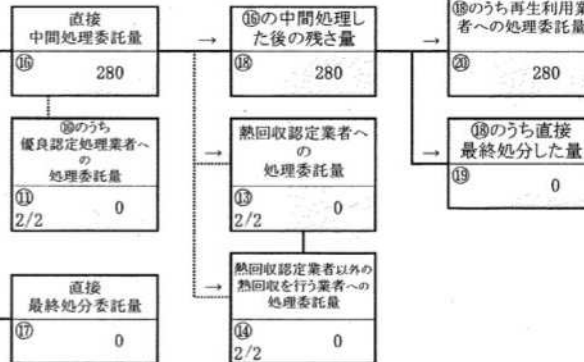 直接
中間処理委託量
⑯
280
→
⑯の中間処理し
た後の残さ量
⑱
280
→
⑱のうち再生利用業
者への処理委託量
⑳
280
⑯のうち
優良認定処理業者へ
の
処理委託量
⑪
2/2
0
→
熱回収認定業者へ
の
処理委託量
⑬
2/2
0
→
⑱のうち直接
最終処分した量
⑲
0
直接
最終処分委託量
⑰
0
→
熱回収認定業者以外の
熱回収を行う業者への
処理委託量
⑭
2/2
0